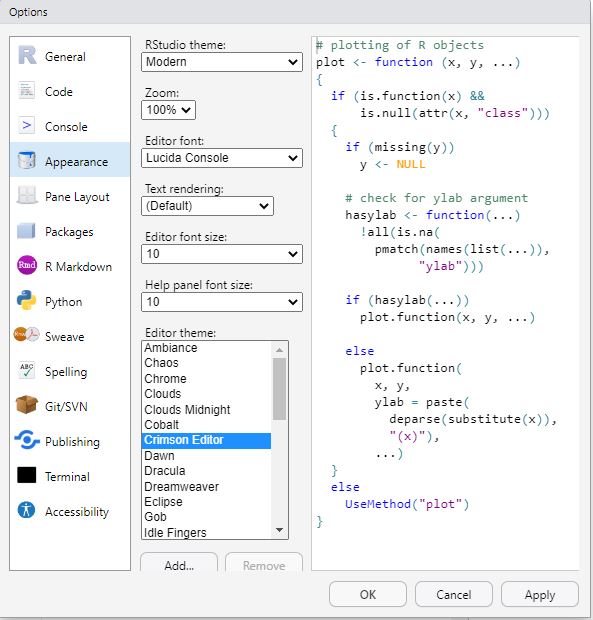 Options
General
Code
Console
Appearance
Pane Layout
Packages
Rmd R Markdown
Python
Rnw Sweave
ABC Spelling
Git/SVN
Publishing
Terminal
Accessibility
RStudio theme:
Modern
Zoom:
100%
Editor font:
Lucida Console
Text rendering:
(Default)
Editor font size:
10
Help panel font size:
10
Editor theme:
Ambiance
Chaos
Chrome
Clouds
Clouds Midnight
Cobalt
Crimson Editor
Dawn
Dracula
Dreamweaver
Eclipse
Gob
Idle Fingers
Add... Remove
# plotting of R objects
plot <- function (x, y, ...)
{
  if (is.function(x) &&
      is.null(attr(x, "class")))
  {
    if (missing(y))
      y <- NULL
    # check for ylab argument
    hasylab <- function(...)
      !all(is.na(
        pmatch(names(list(...)),
              "ylab")))
    if (hasylab(...))
      plot.function(x, y, ...)
    else
      plot.function(
        x, y,
        ylab = paste(
          deparse(substitute(x)),
          "(x)"),
        ...)
  }
  else
    UseMethod("plot")
}
OK Cancel Apply